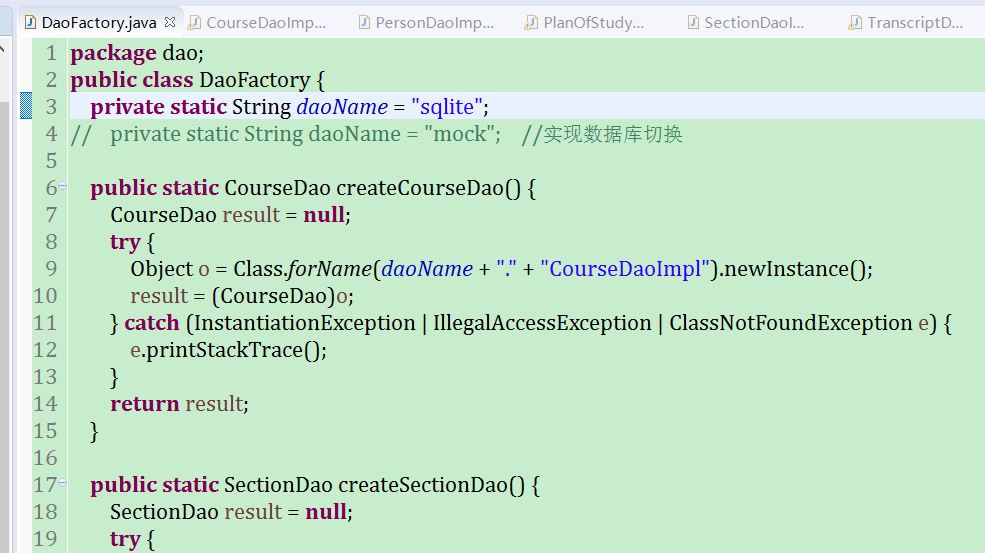 DaoFactory.java CourseDaoImp... PersonDaoImp... PlanOfStudy... SectionDaoI... TranscriptD...
1 package dao;
2 public class DaoFactory {
3 private static String daoName = "sqlite";
4 // private static String daoName = "mock"; //实现数据库切换
5
6 public static CourseDao createCourseDao() {
7 CourseDao result = null;
8 try {
9 Object o = Class.forName(daoName + "." + "CourseDaoImpl").newInstance();
10 result = (CourseDao)o;
11 } catch (InstantiationException | IllegalAccessException | ClassNotFoundException e) {
12 e.printStackTrace();
13 }
14 return result;
15 }
16
17 public static SectionDao createSectionDao() {
18 SectionDao result = null;
19 try {